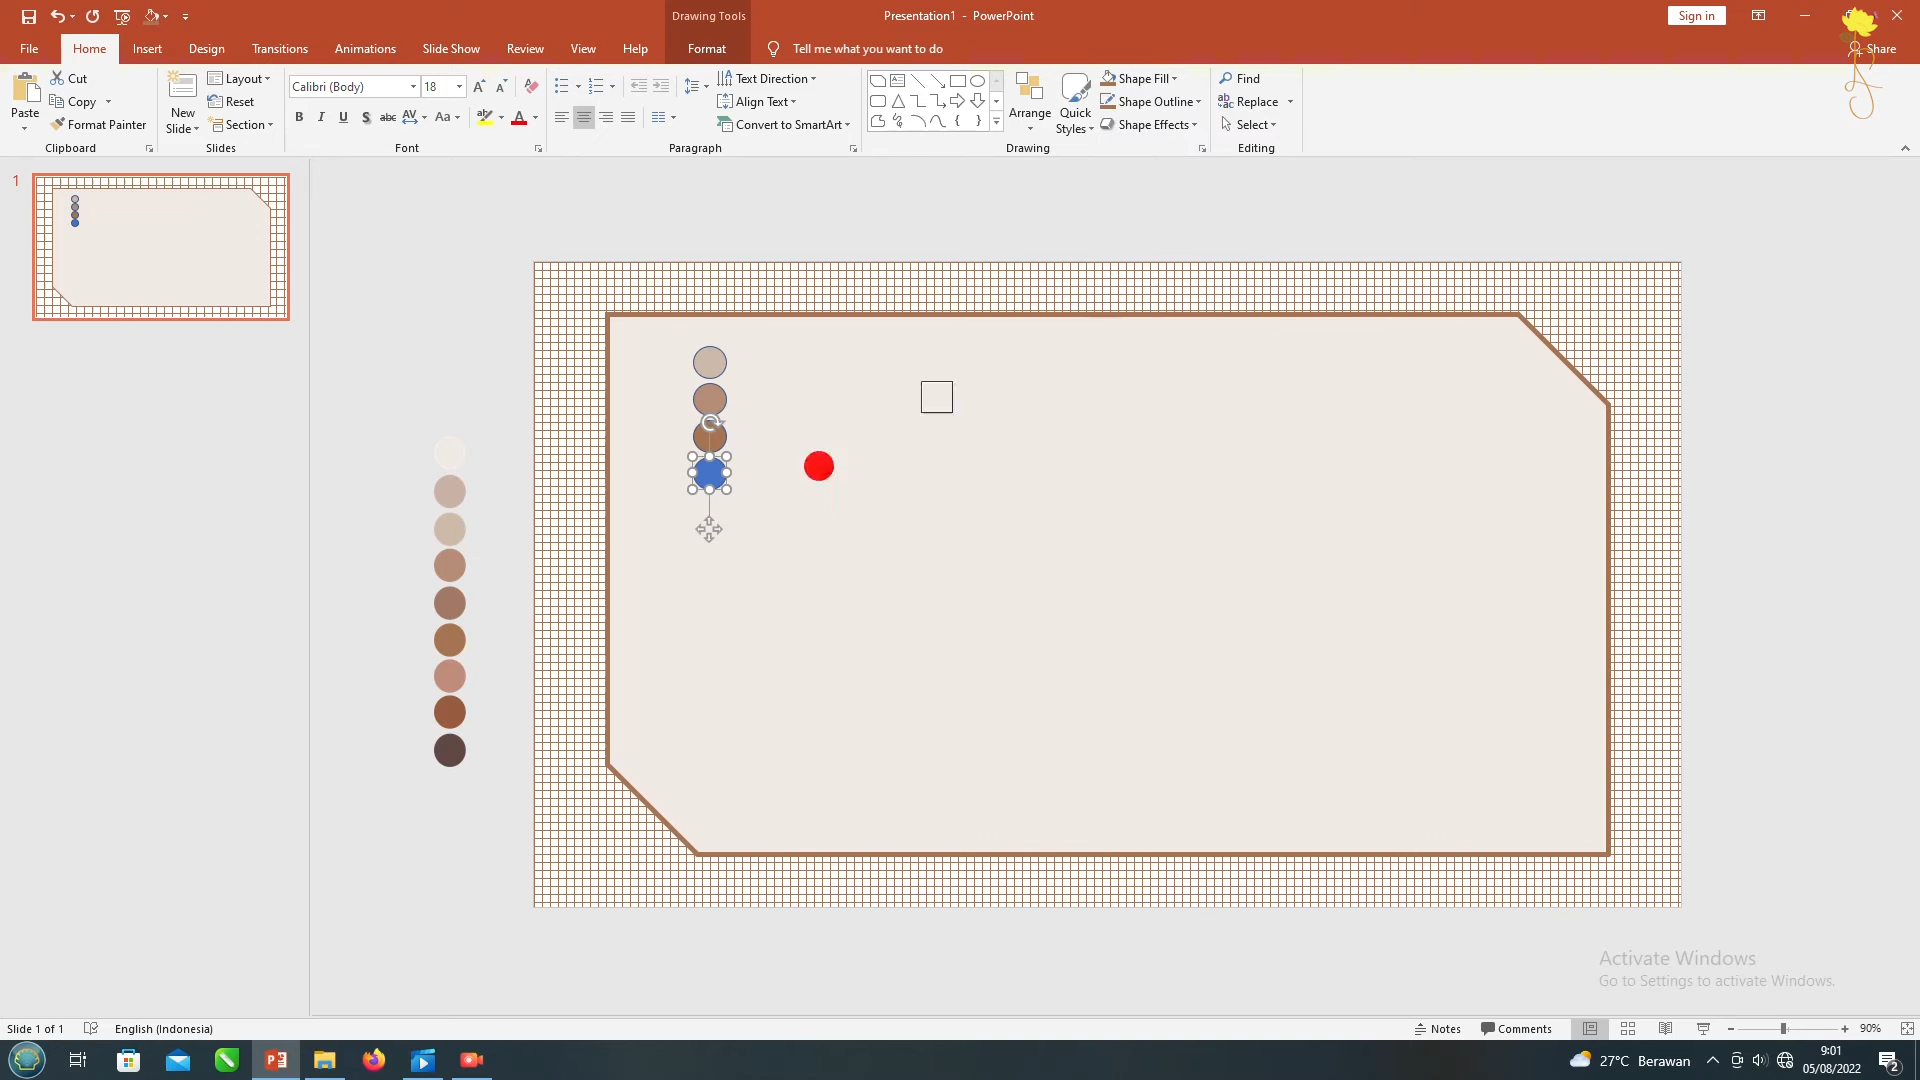 Drawing Tools
Presentation1 - PowerPoint
Sign in
File
Home
Insert
Design
Transitions
Animations
Slide Show
Review
View
Help
Format
Tell me what you want to do
Share
Paste
Cut
Copy
Format Painter
Clipboard
New
Slide
Layout
Reset
Section
Slides
Calibri (Body)
18
B I U S abc AV Aa A
Font
Text Direction
Align Text
Convert to SmartArt
Paragraph
Arrange
Quick
Styles
Shape Fill
Shape Outline
Shape Effects
Drawing
Find
Replace
Select
Editing
1
Activate Windows
Go to Settings to activate Windows.
Slide 1 of 1
English (Indonesia)
Notes
Comments
90%
27°C Berawan
9:01
05/08/2022
2